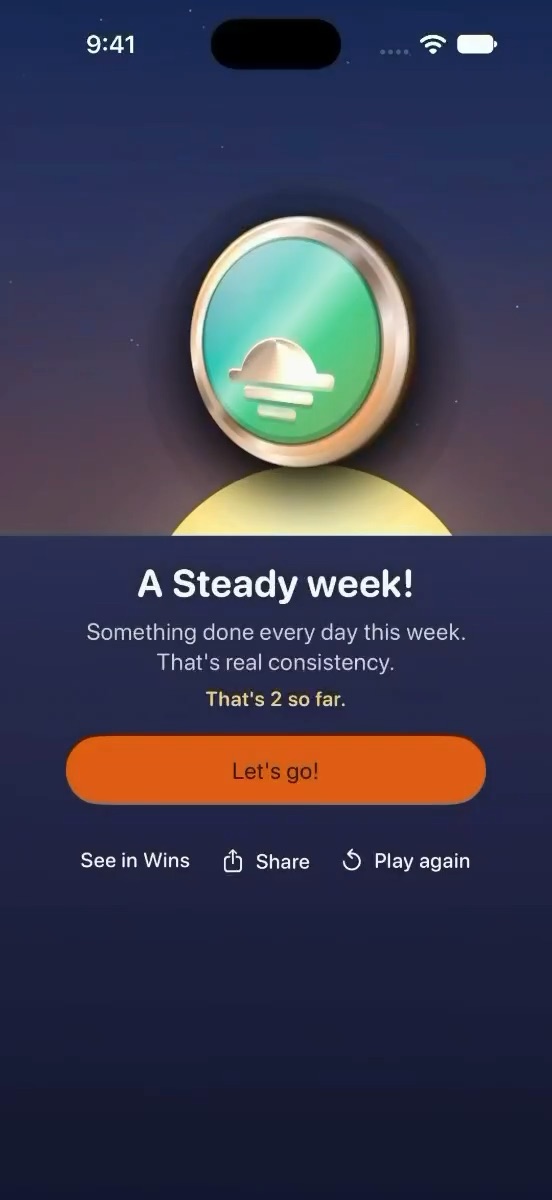 9:41
A Steady week!
Something done every day this week.
That's real consistency.
That's 2 so far.
Let's go!
See in Wins
Share
Play again